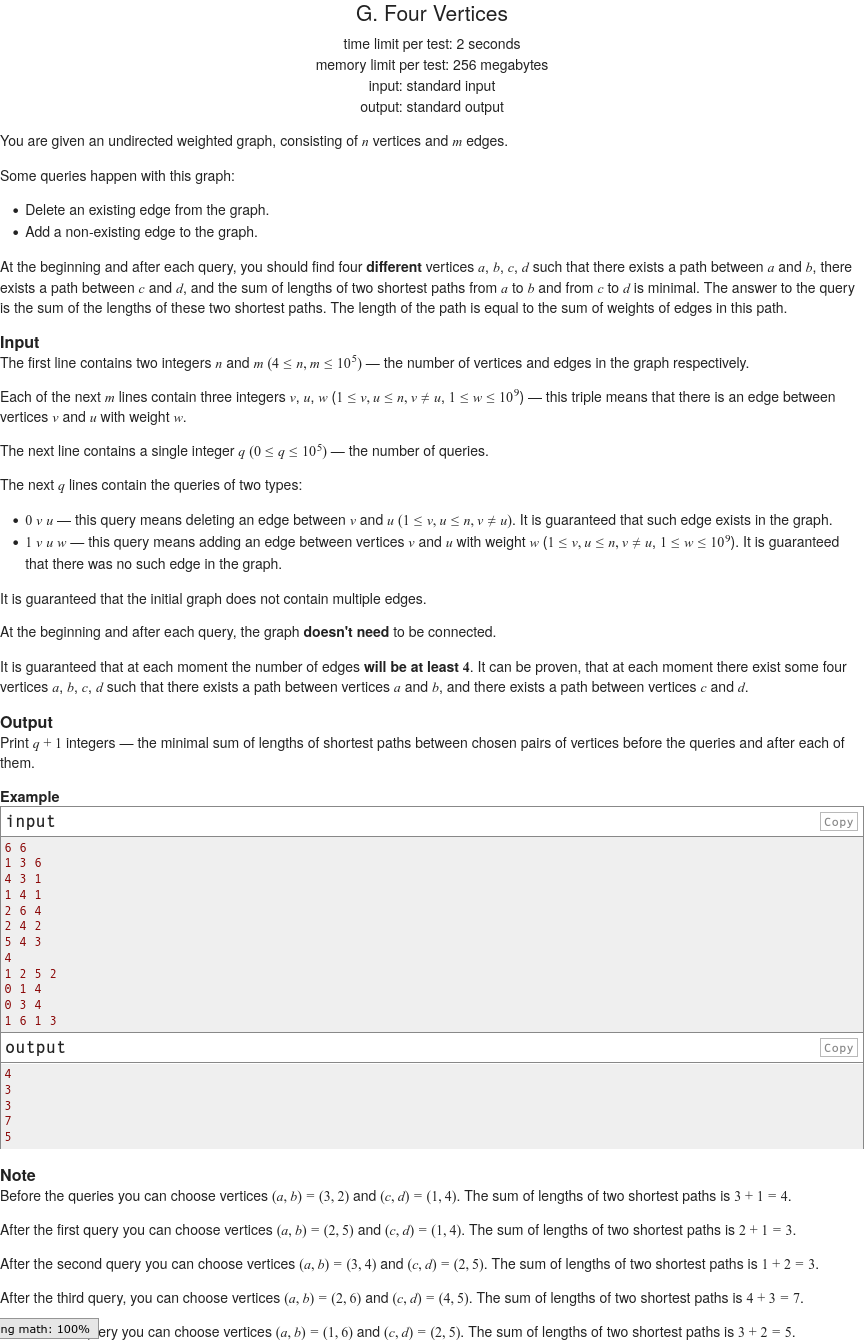 G. Four Vertices
time limit per test: 2 seconds
memory limit per test: 256 megabytes
input: standard input
output: standard output
You are given an undirected weighted graph, consisting of n vertices and m edges.
Some queries happen with this graph:
• Delete an existing edge from the graph.
• Add a non-existing edge to the graph.
At the beginning and after each query, you should find four different vertices a, b, c, d such that there exists a path between a and b, there
exists a path between c and d, and the sum of lengths of two shortest paths from a to b and from c to d is minimal. The answer to the query
is the sum of the lengths of these two shortest paths. The length of the path is equal to the sum of weights of edges in this path.
Input
The first line contains two integers n and m (4 ≤ n, m ≤ 10⁵) — the number of vertices and edges in the graph respectively.
Each of the next m lines contain three integers v, u, w (1 ≤ v, u ≤ n, v ≠ u, 1 ≤ w ≤ 10⁹) — this triple means that there is an edge between
vertices v and u with weight w.
The next line contains a single integer q (0 ≤ q ≤ 10⁵) — the number of queries.
The next q lines contain the queries of two types:
• 0 v u — this query means deleting an edge between v and u (1 ≤ v, u ≤ n, v ≠ u). It is guaranteed that such edge exists in the graph.
• 1 v u w — this query means adding an edge between vertices v and u with weight w (1 ≤ v, u ≤ n, v ≠ u, 1 ≤ w ≤ 10⁹). It is guaranteed
that there was no such edge in the graph.
It is guaranteed that the initial graph does not contain multiple edges.
At the beginning and after each query, the graph doesn't need to be connected.
It is guaranteed that at each moment the number of edges will be at least 4. It can be proven, that at each moment there exist some four
vertices a, b, c, d such that there exists a path between vertices a and b, and there exists a path between vertices c and d.
Output
Print q + 1 integers — the minimal sum of lengths of shortest paths between chosen pairs of vertices before the queries and after each of
them.
Example
input Copy
6 6
1 3 6
4 3 1
1 4 1
2 6 4
2 4 2
5 4 3
4
1 2 5 2
0 1 4
0 3 4
1 6 1 3
output Copy
4
3
3
7
5
Note
Before the queries you can choose vertices (a, b) = (3, 2) and (c, d) = (1, 4). The sum of lengths of two shortest paths is 3 + 1 = 4.
After the first query you can choose vertices (a, b) = (2, 5) and (c, d) = (1, 4). The sum of lengths of two shortest paths is 2 + 1 = 3.
After the second query you can choose vertices (a, b) = (3, 4) and (c, d) = (2, 5). The sum of lengths of two shortest paths is 1 + 2 = 3.
After the third query, you can choose vertices (a, b) = (2, 6) and (c, d) = (4, 5). The sum of lengths of two shortest paths is 4 + 3 = 7.
ng math: 100% ery you can choose vertices (a, b) = (1, 6) and (c, d) = (2, 5). The sum of lengths of two shortest paths is 3 + 2 = 5.